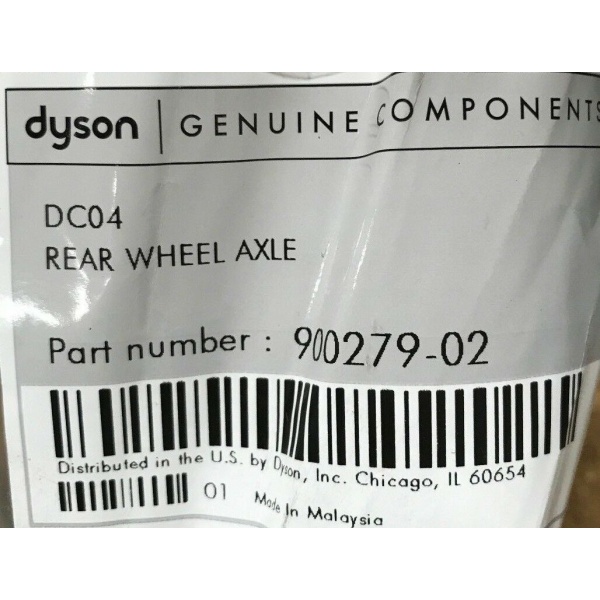 dyson | GENUINE COMPONENTS
DC04
REAR WHEEL AXLE
Part number : 900279-02
Distributed in the U.S. by Dyson, Inc. Chicago, IL 60654
01 Made In Malaysia